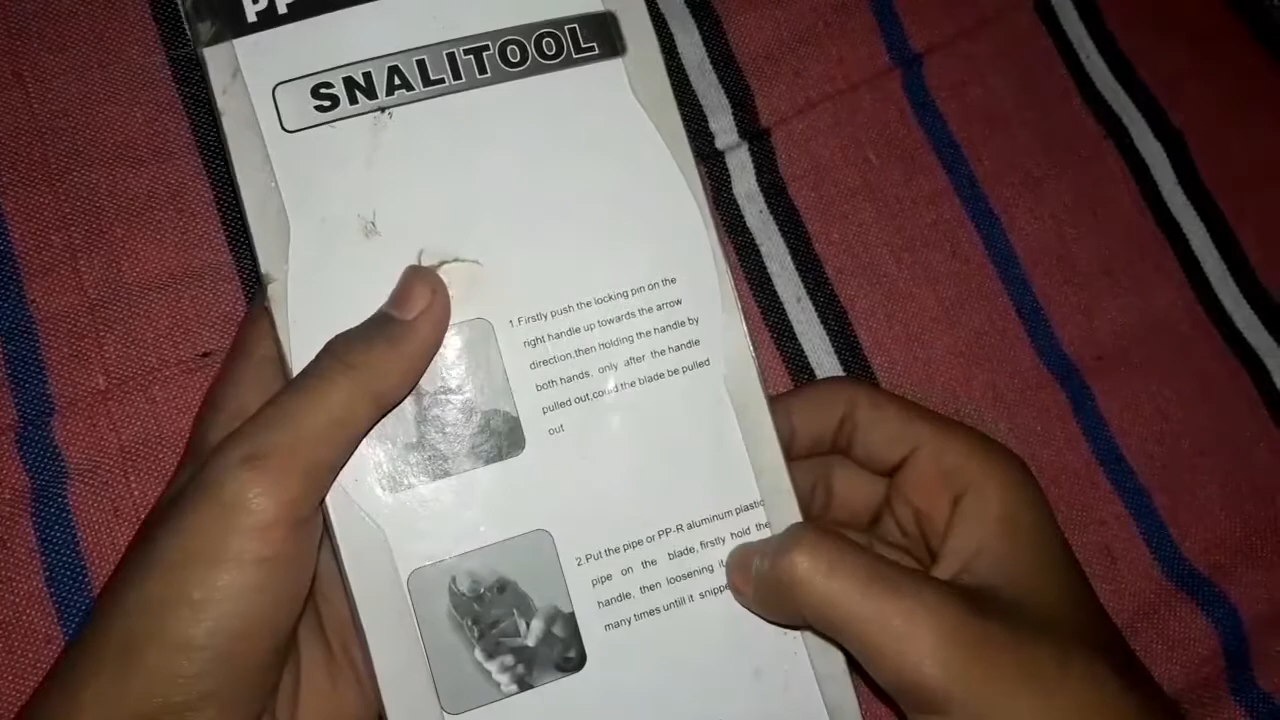 PP
SNALITOOL
1.Firstly push the locking pin on the
right handle up towards the arrow
direction,then holding the handle by
both hands, only after the handle
pulled out,could the blade be pulled
out
2.Put the pipe or PP-R aluminum plastic
pipe on the blade,firstly hold the
handle, then loosening it
many times untill it